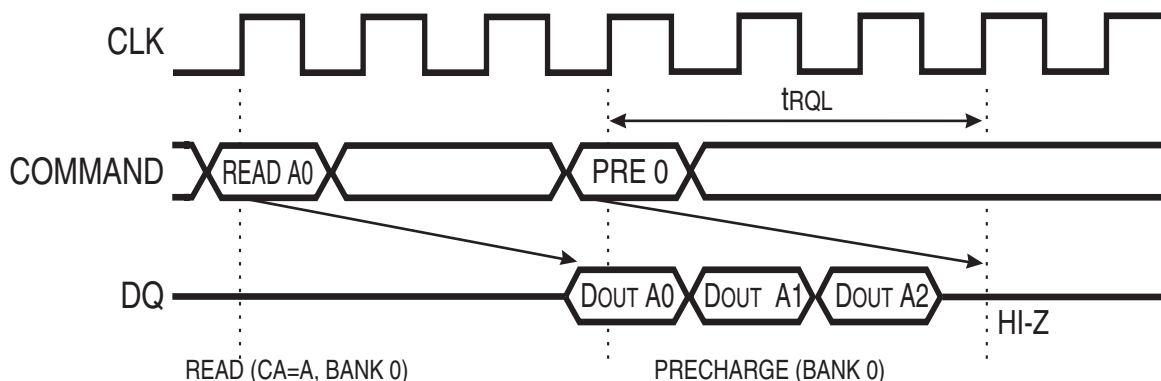 CLK
tRQL
COMMAND
READ A0
PRE 0
DQ
DOUT A0
DOUT A1
DOUT A2
HI-Z
READ (CA=A, BANK 0)
PRECHARGE (BANK 0)